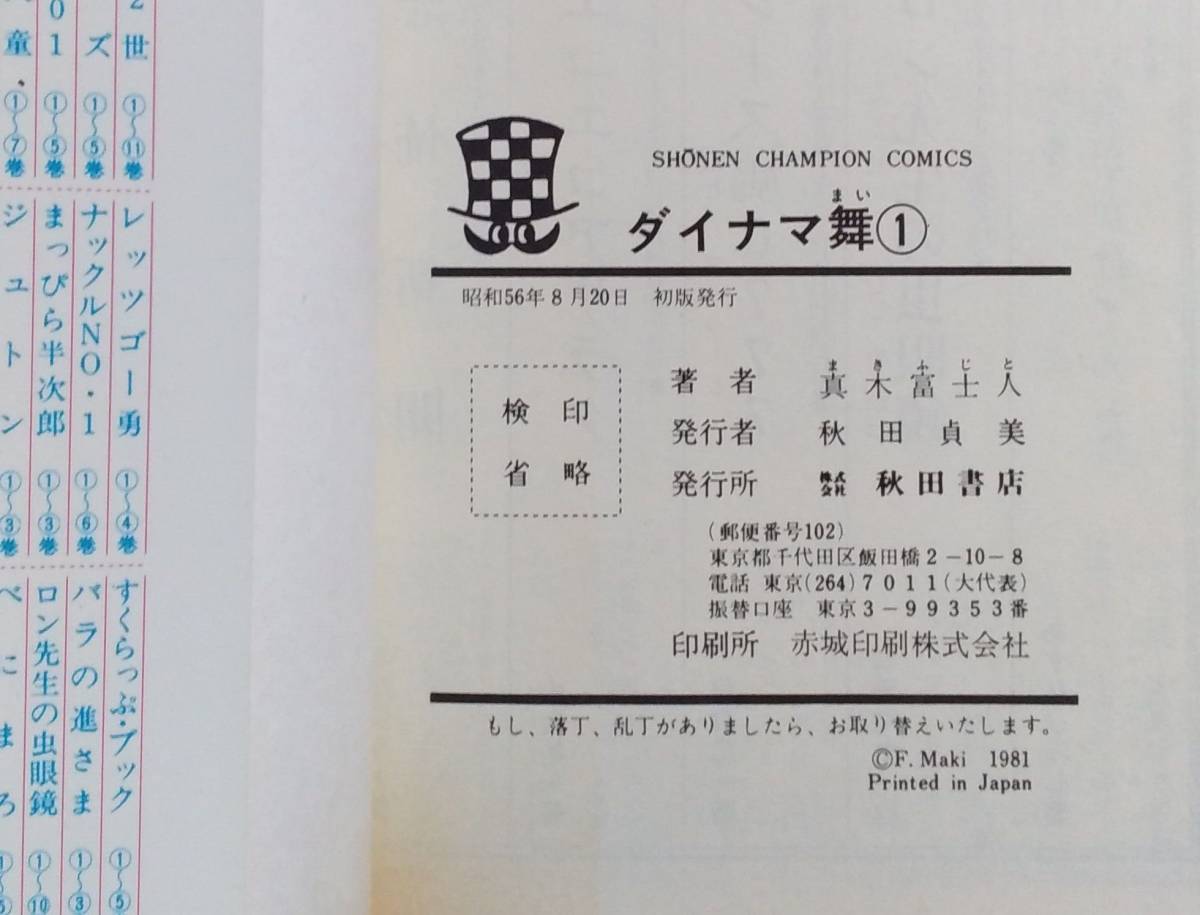 SHŌNEN CHAMPION COMICS
まい
ダイナマ舞①
昭和56年8月20日 初版発行
検印
省略
まきふじと
著者 真木富士人
発行者 秋田貞美
発行所 株式会社 秋田書店
(郵便番号102)
東京都千代田区飯田橋2-10-8
電話 東京(264)7011(大代表)
振替口座 東京3-99353番
印刷所 赤城印刷株式会社
もし、落丁、乱丁がありましたら、お取り替えいたします。
©F. Maki 1981
Printed in Japan
世 ①~⑪巻
ズ ①~⑤巻
01 ①~⑤巻
童 ①~⑦巻
レッツゴー勇 ①~④巻
ナックルNO・1 ①~⑥巻
まっぴら半次郎 ①~③巻
ジュトン ①~③巻
すくらっぷ・ブック ①~⑤
バラの進さま ①~③
ロン先生の虫眼鏡 ①~⑩
べにまろ